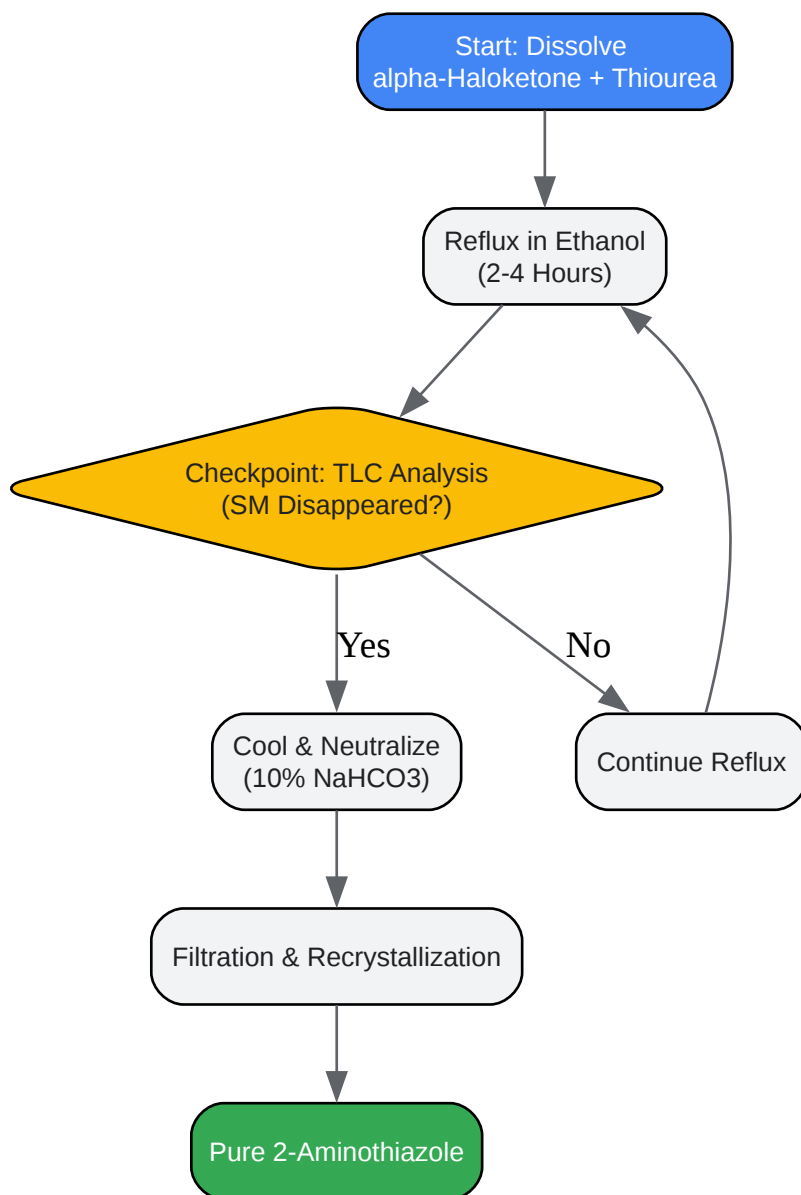 Start: Dissolve
alpha-Haloketone + Thiourea
Reflux in Ethanol
(2-4 Hours)
Checkpoint: TLC Analysis
(SM Disappeared?)
Yes
No
Cool & Neutralize
(10% NaHCO3)
Continue Reflux
Filtration & Recrystallization
Pure 2-Aminothiazole